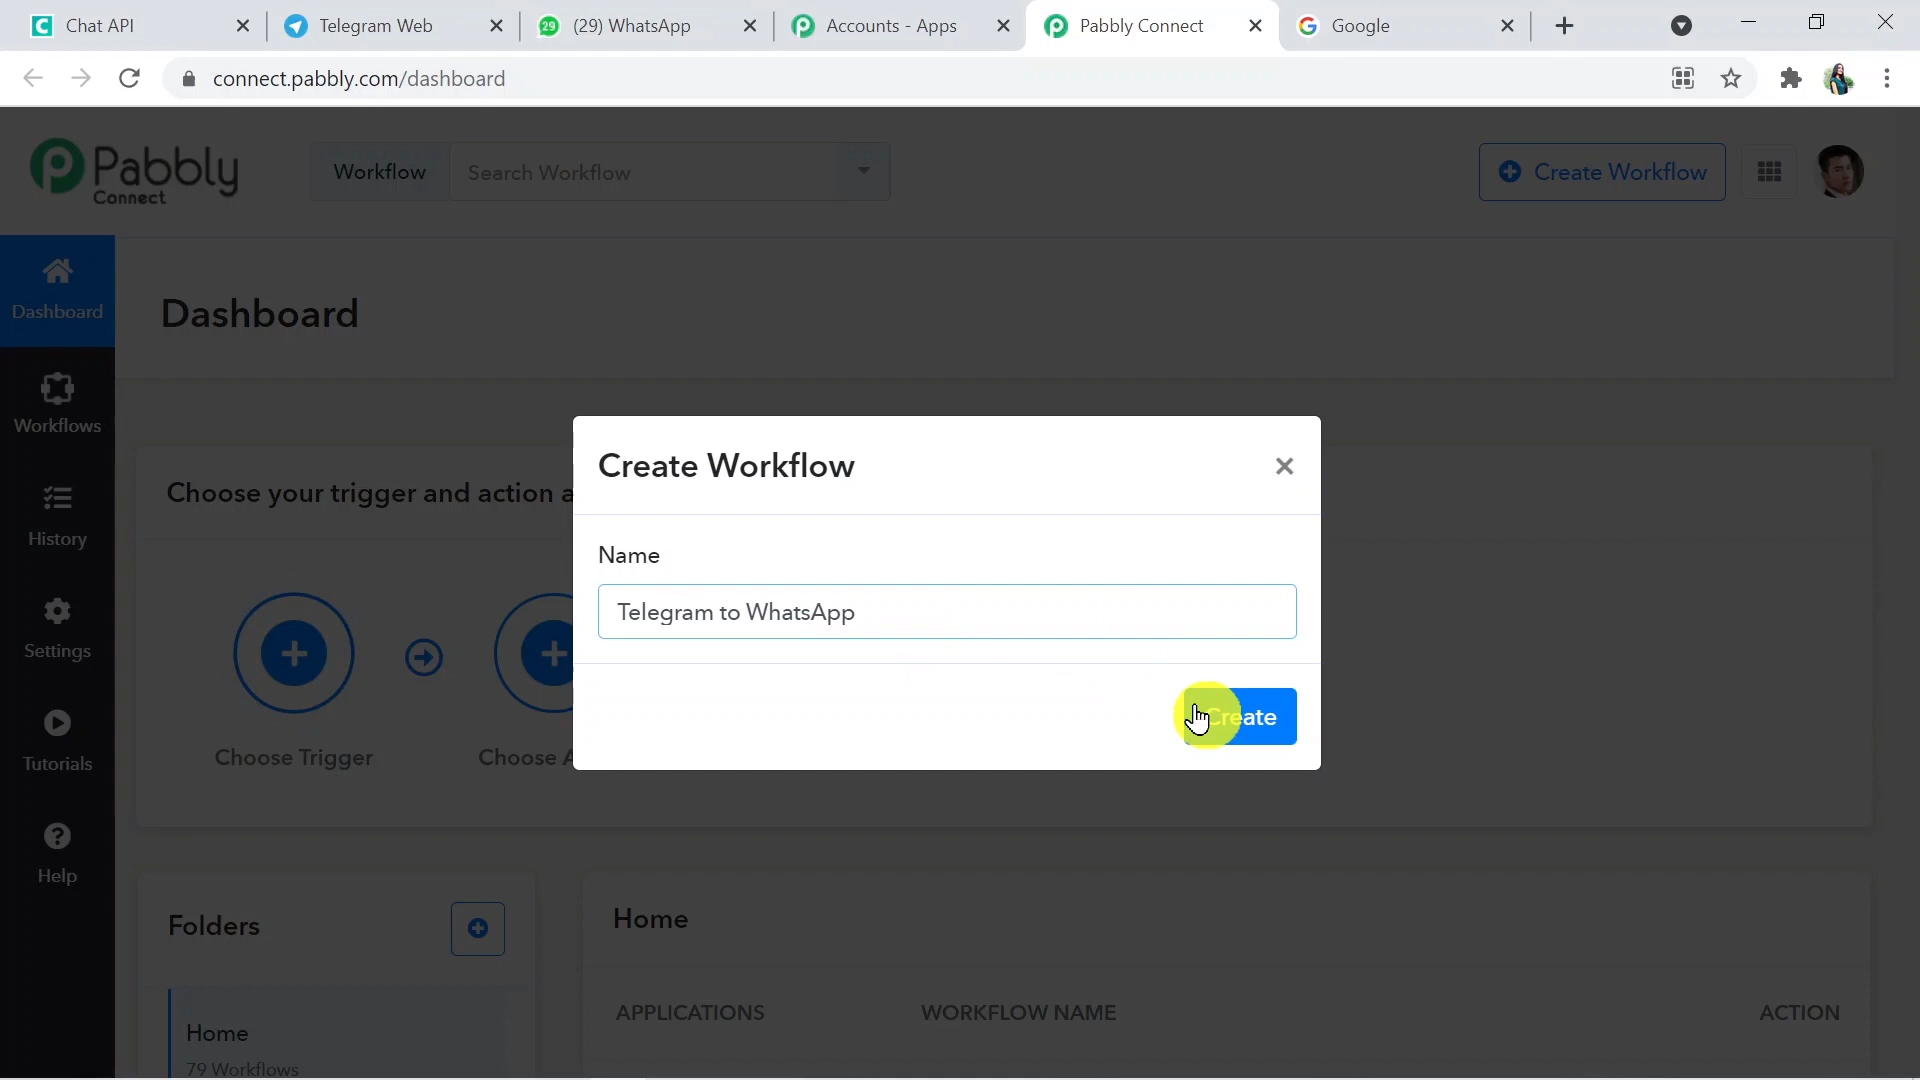 Chat API
Telegram Web
29
(29) WhatsApp
Accounts - Apps
Pabbly Connect
Google
connect.pabbly.com/dashboard
Pabbly
Connect
Workflow
Search Workflow
Create Workflow
Dashboard
Dashboard
Workflows
History
Settings
Tutorials
Help
Choose your trigger and action a
Choose Trigger
Choose A
Create Workflow
Name
Telegram to WhatsApp
Create
Folders
Home
79 Workflows
Home
APPLICATIONS
WORKFLOW NAME
ACTION